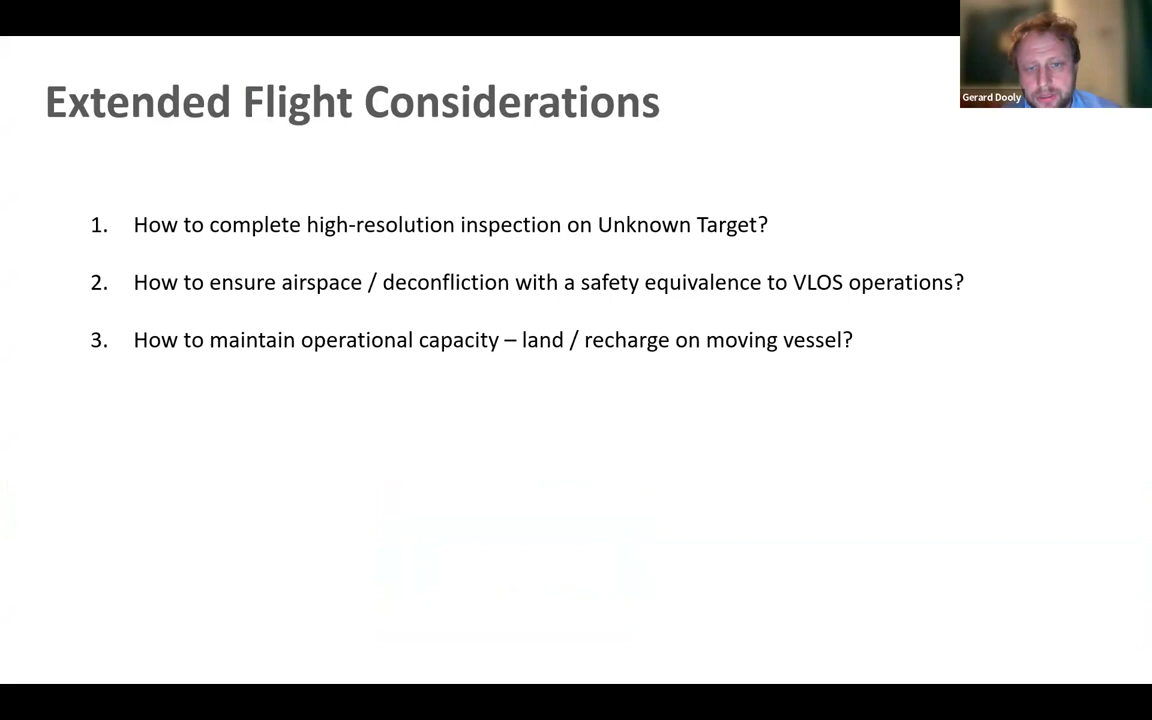 Extended Flight Considerations
Gerard Dooly
1. How to complete high-resolution inspection on Unknown Target?
2. How to ensure airspace / deconfliction with a safety equivalence to VLOS operations?
3. How to maintain operational capacity – land / recharge on moving vessel?